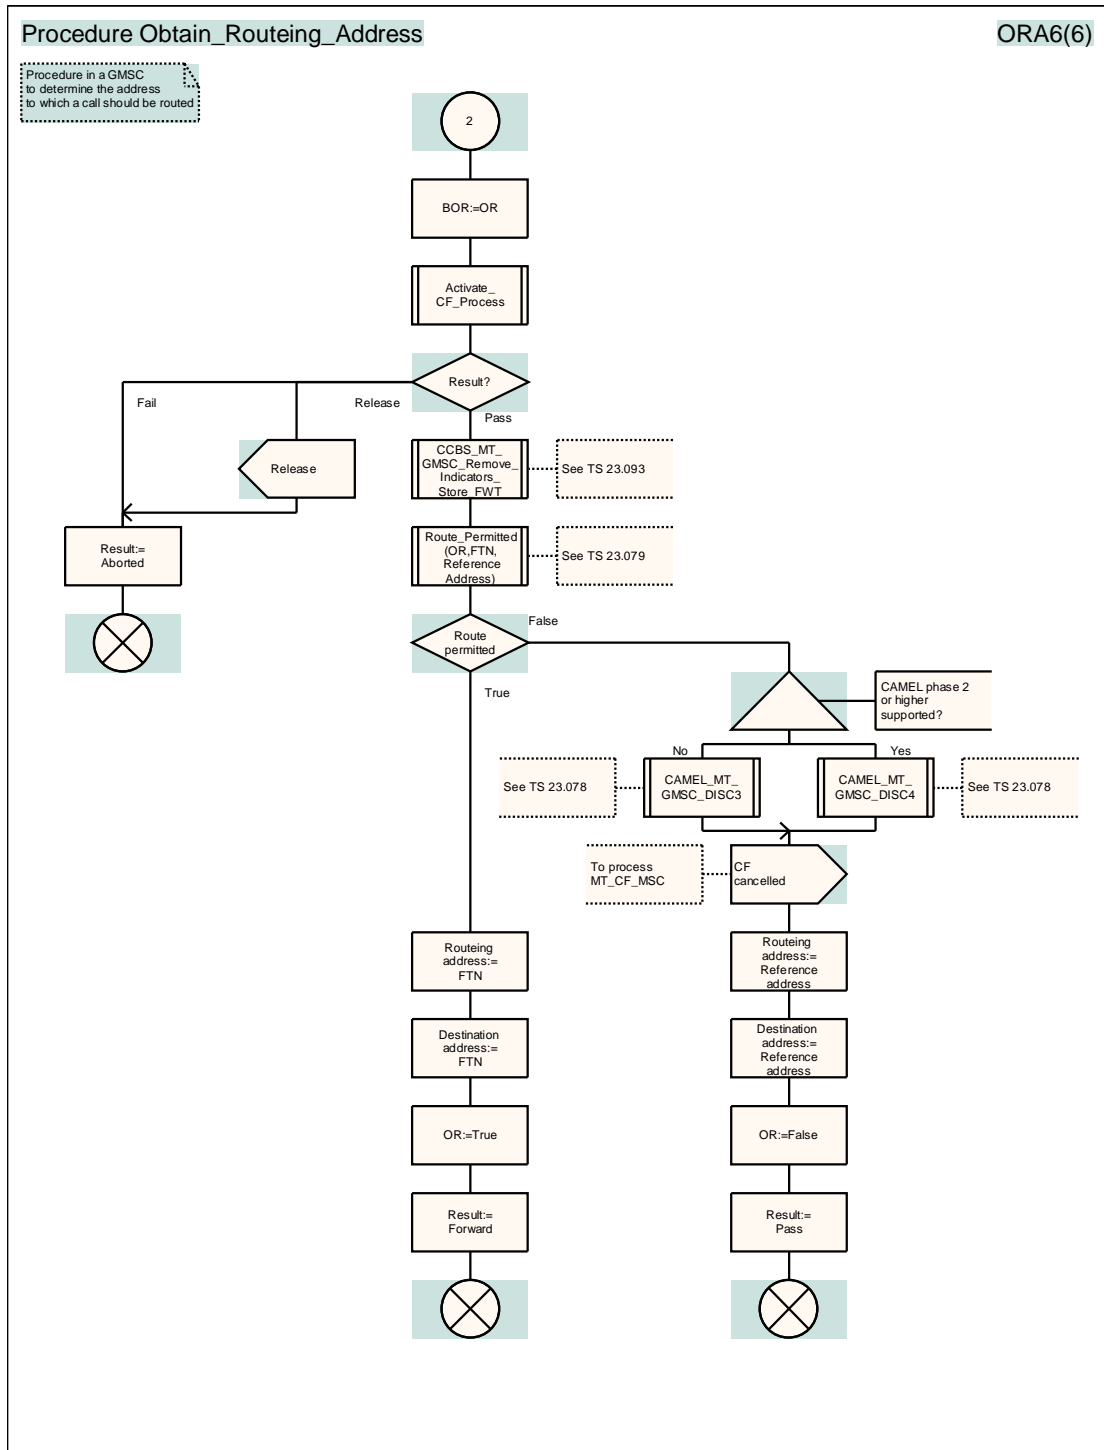 Procedure Obtain_Routeing_Address
ORA6(6)
Procedure in a GMSC
to determine the address
to which a call should be routed
2
BOR:=OR
Activate_
CF_Process
Result?
Fail
Release
Pass
Release
CCBS_MT_
GMSC_Remove_
Indicators_
Store_FWT
See TS 23.093
Result:=
Aborted
Route_Permitted
(OR,FTN,
Reference
Address)
See TS 23.079
Route
permitted
False
True
CAMEL phase 2
or higher
supported?
No
Yes
See TS 23.078
CAMEL_MT_
GMSC_DISC3
CAMEL_MT_
GMSC_DISC4
See TS 23.078
To process
MT_CF_MSC
CF
cancelled
Routeing
address:=
FTN
Routeing
address:=
Reference
address
Destination
address:=
FTN
Destination
address:=
Reference
address
OR:=True
OR:=False
Result:=
Forward
Result:=
Pass